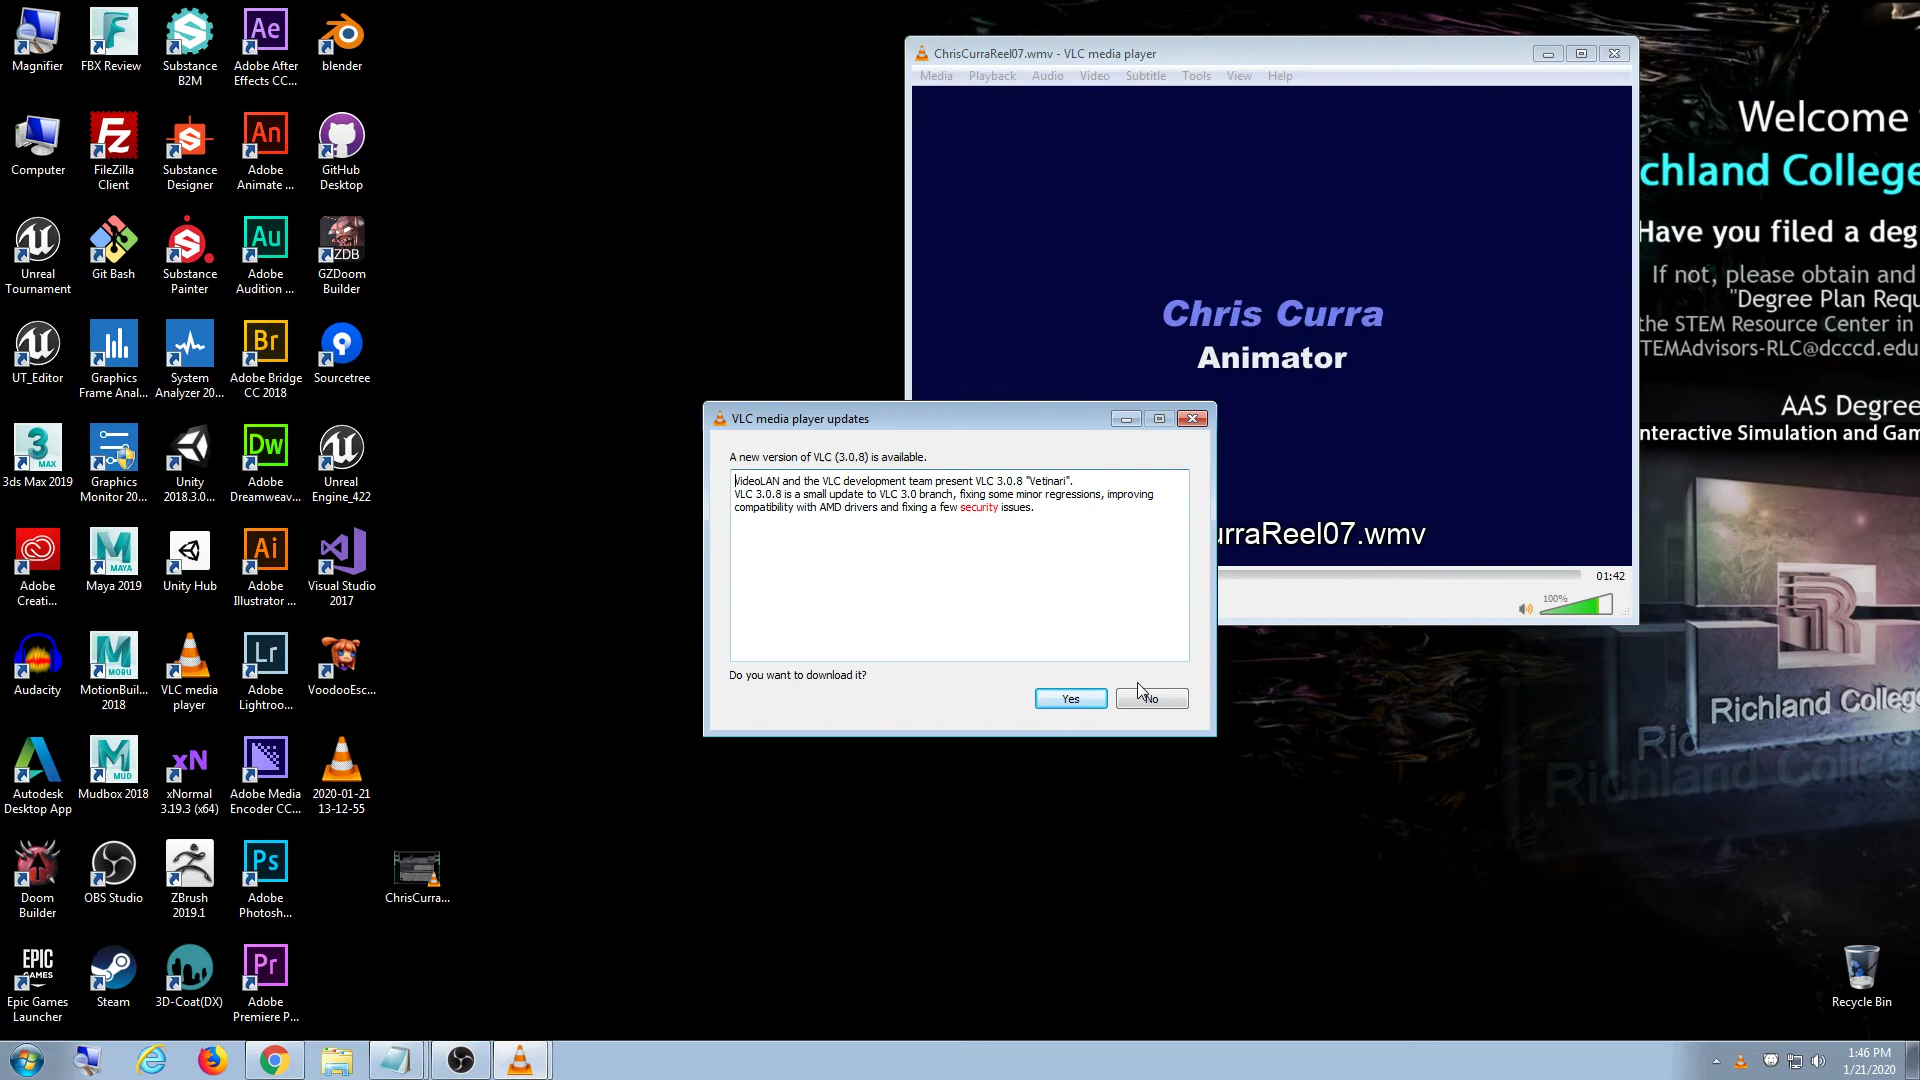 Magnifier
FBX Review
Substance
B2M
Adobe After
Effects CC...
blender
Computer
FileZilla
Client
Substance
Designer
Adobe
Animate ...
GitHub
Desktop
Unreal
Tournament
Git Bash
Substance
Painter
Adobe
Audition ...
GZDoom
Builder
UT_Editor
Graphics
Frame Anal...
System
Analyzer 20...
Adobe Bridge
CC 2018
Sourcetree
3ds Max 2019
Graphics
Monitor 20...
Unity
2018.3.0...
Adobe
Dreamweav...
Unreal
Engine_422
Adobe
Creati...
Maya 2019
Unity Hub
Adobe
Illustrator ...
Visual Studio
2017
Audacity
MotionBuil...
2018
VLC media
player
Adobe
Lightroo...
VoodooEsc...
Autodesk
Desktop App
Mudbox 2018
xNormal
3.19.3 (x64)
Adobe Media
Encoder CC...
2020-01-21
13-12-55
Doom
Builder
OBS Studio
ZBrush
2019.1
Adobe
Photosh...
ChrisCurra...
Epic Games
Launcher
Steam
3D-Coat(DX)
Adobe
Premiere P...
ChrisCurraReel07.wmv - VLC media player
Media Playback Audio Video Subtitle Tools View Help
Chris Curra
Animator
urraReel07.wmv
01:42
100%
VLC media player updates
A new version of VLC (3.0.8) is available.
VideoLAN and the VLC development team present VLC 3.0.8 "Vetinari".
VLC 3.0.8 is a small update to VLC 3.0 branch, fixing some minor regressions, improving
compatibility with AMD drivers and fixing a few security issues.
Do you want to download it?
Yes
No
Welcome
chland College
Have you filed a deg
If not, please obtain and
"Degree Plan Requ
the STEM Resource Center in
TEMAdvisors-RLC@dcccd.edu
AAS Degree
nteractive Simulation and Gam
Richland Colleg
Recycle Bin
1:46 PM
1/21/2020